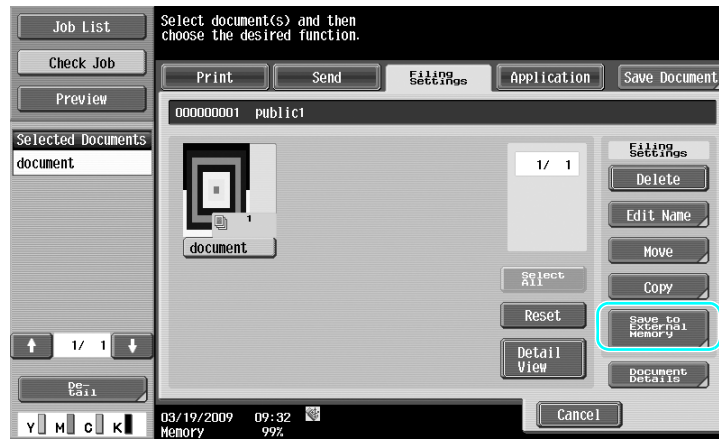 Job List
Select document(s) and then
choose the desired function.
Check Job
Preview
Print
Send
Filing
Settings
Application
Save Document
000000001 public1
Selected Documents
document
1/ 1
1
document
Filing
Settings
Delete
Edit Name
Move
Select
All
Copy
Reset
Save to
External
Memory
Detail
View
Document
Details
1/ 1
De-
tail
Y M C K
03/19/2009 09:32
Memory 99%
Cancel